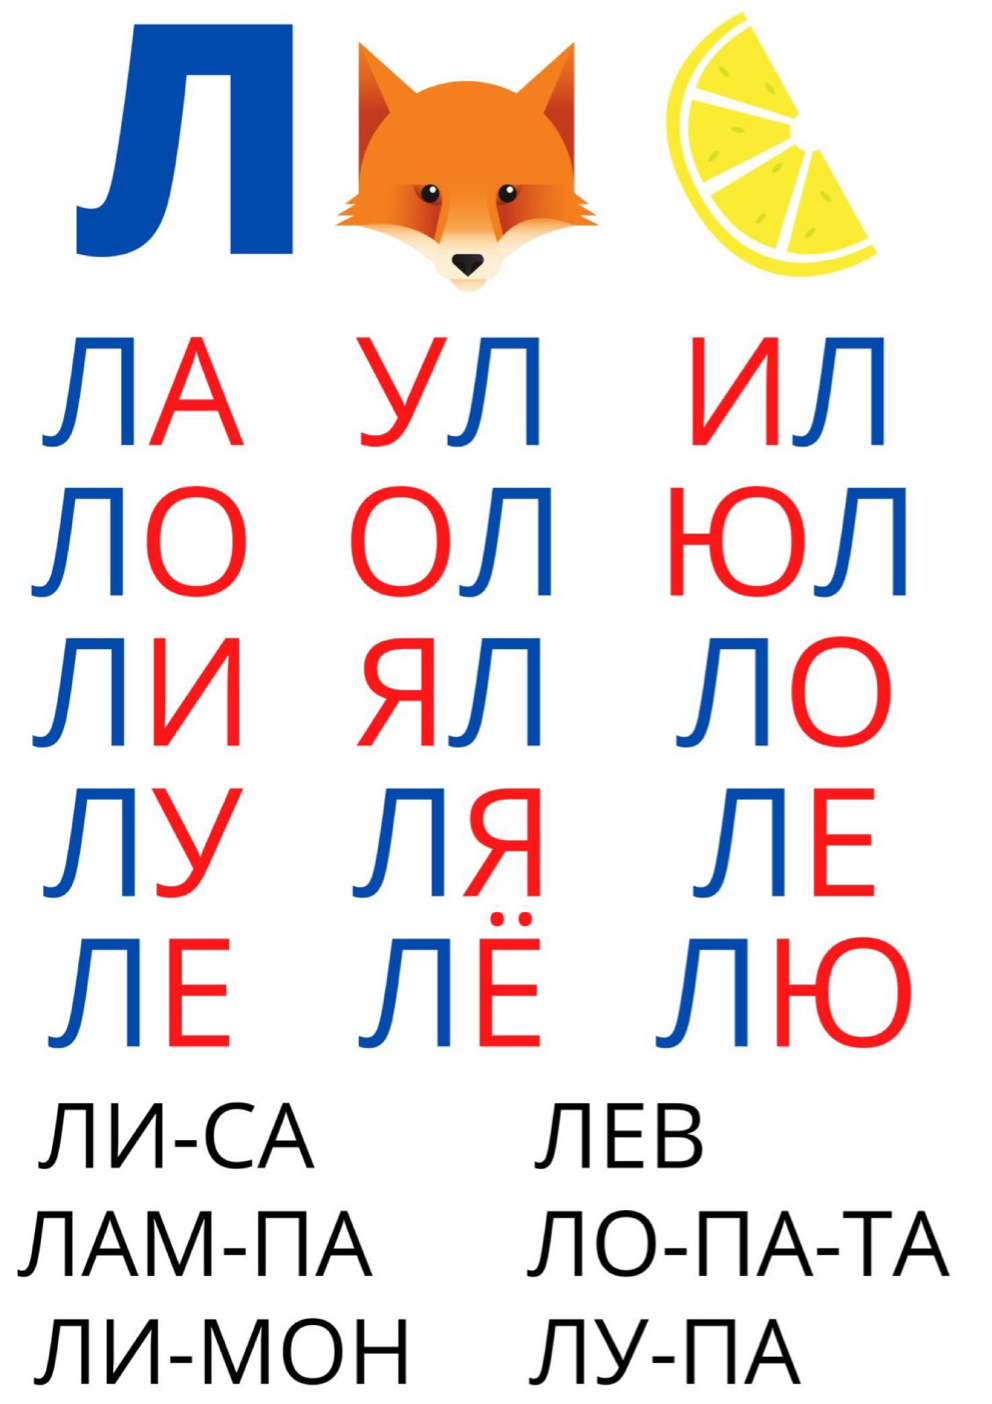 Л
ЛА УЛ ИЛ
ЛО ОЛ ЮЛ
ЛИ ЯЛ ЛО
ЛУ ЛЯ ЛЕ
ЛЕ ЛЁ ЛЮ
ЛИ-СА ЛЕВ
ЛАМ-ПА ЛО-ПА-ТА
ЛИ-МОН ЛУ-ПА